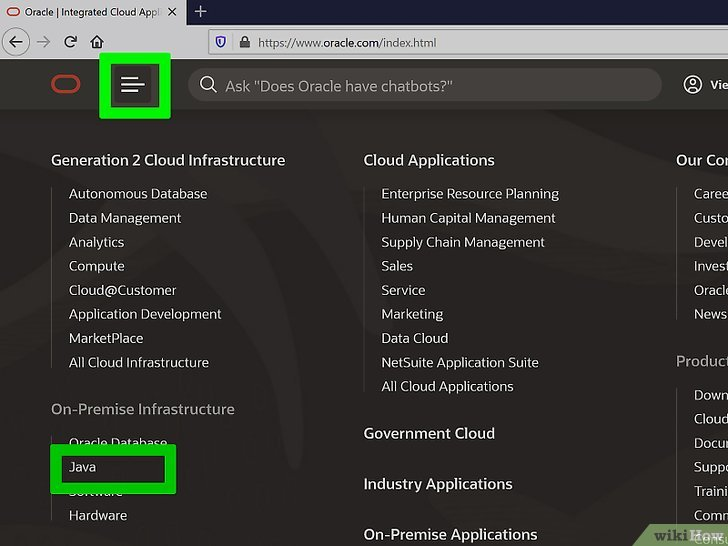 Oracle | Integrated Cloud Appli
https://www.oracle.com/index.html
Ask "Does Oracle have chatbots?"
Vie
Generation 2 Cloud Infrastructure
Autonomous Database
Data Management
Analytics
Compute
Cloud@Customer
Application Development
MarketPlace
All Cloud Infrastructure
On-Premise Infrastructure
Oracle Database
Java
Software
Hardware
Cloud Applications
Enterprise Resource Planning
Human Capital Management
Supply Chain Management
Sales
Service
Marketing
Data Cloud
NetSuite Application Suite
All Cloud Applications
Government Cloud
Industry Applications
On-Premise Applications
Our Co
Caree
Custo
Devel
Invest
Oracle
News
Product
Down
Cloud
Docu
Suppo
Traini
Comm
Cons
wikiHow